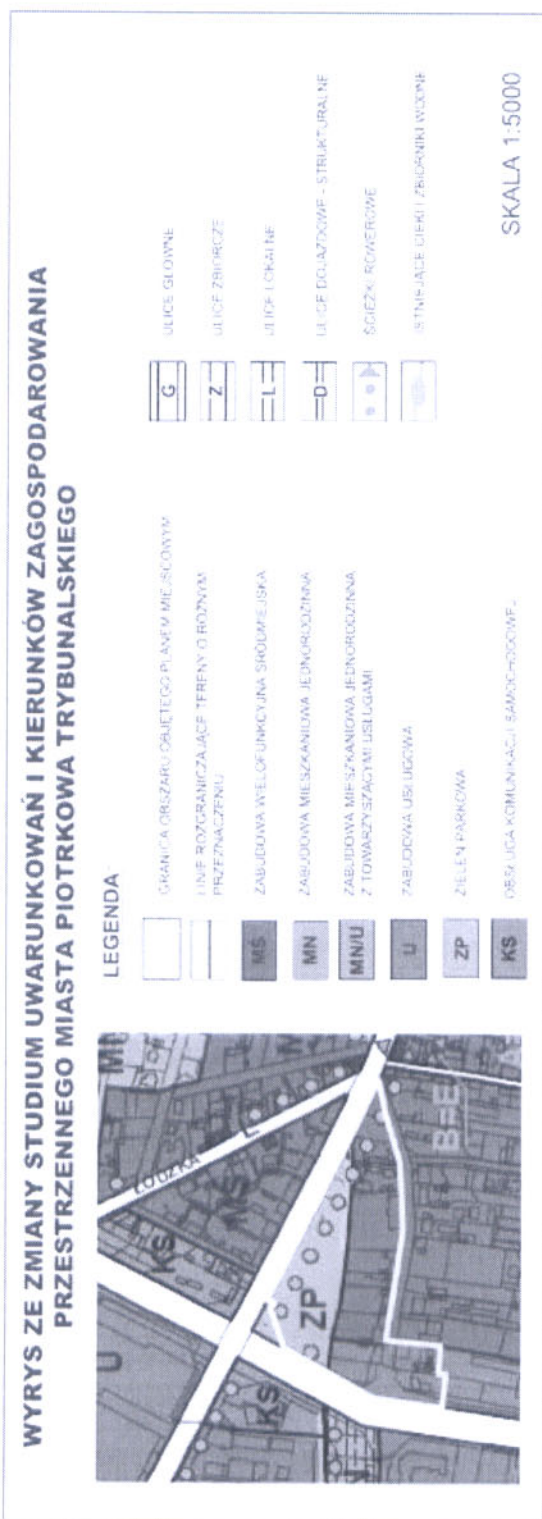 WYRYS ZE ZMIANY STUDIUM UWARUNKOWAŃ I KIERUNKÓW ZAGOSPODAROWANIA
PRZESTRZENNEGO MIASTA PIOTRKOWA TRYBUNALSKIEGO
LEGENDA
GRANICA OBSZARU OBJĘTEGO PLANEM MIEJSCOWYM
LINIE ROZGRANICZAJĄCE TERENY O RÓŻNYM
PRZEZNACZENIU
MŚ ZABUDOWA WIELOFUNKCYJNA ŚRÓDMIEJSKA
MN ZABUDOWA MIESZKANIOWA JEDNORODZINNA
MN/U ZABUDOWA MIESZKANIOWA JEDNORODZINNA
Z TOWARZYSZĄCYMI USŁUGAMI
U ZABUDOWA USŁUGOWA
ZP ZIELEŃ PARKOWA
KS OBSŁUGA KOMUNIKACJI SAMOCHODOWEJ
G ULICE GŁÓWNE
Z ULICE ZBIORCZE
L ULICE LOKALNE
D ULICE DOJAZDOWE - STRUKTURALNE
ŚCIEŻKI ROWEROWE
ISTNIEJĄCE CIEKI I ZBIORNIKI WODNE
SKALA 1:5000
U
KS
MŚ
ŁÓDZKA
L
KS
ZP